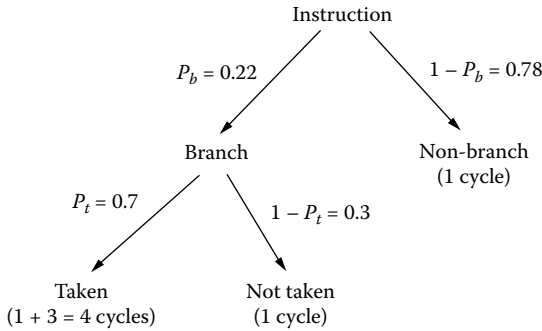 Instruction
P_b = 0.22
1 – P_b = 0.78
Branch
Non-branch
(1 cycle)
P_t = 0.7
1 – P_t = 0.3
Taken
(1 + 3 = 4 cycles)
Not taken
(1 cycle)